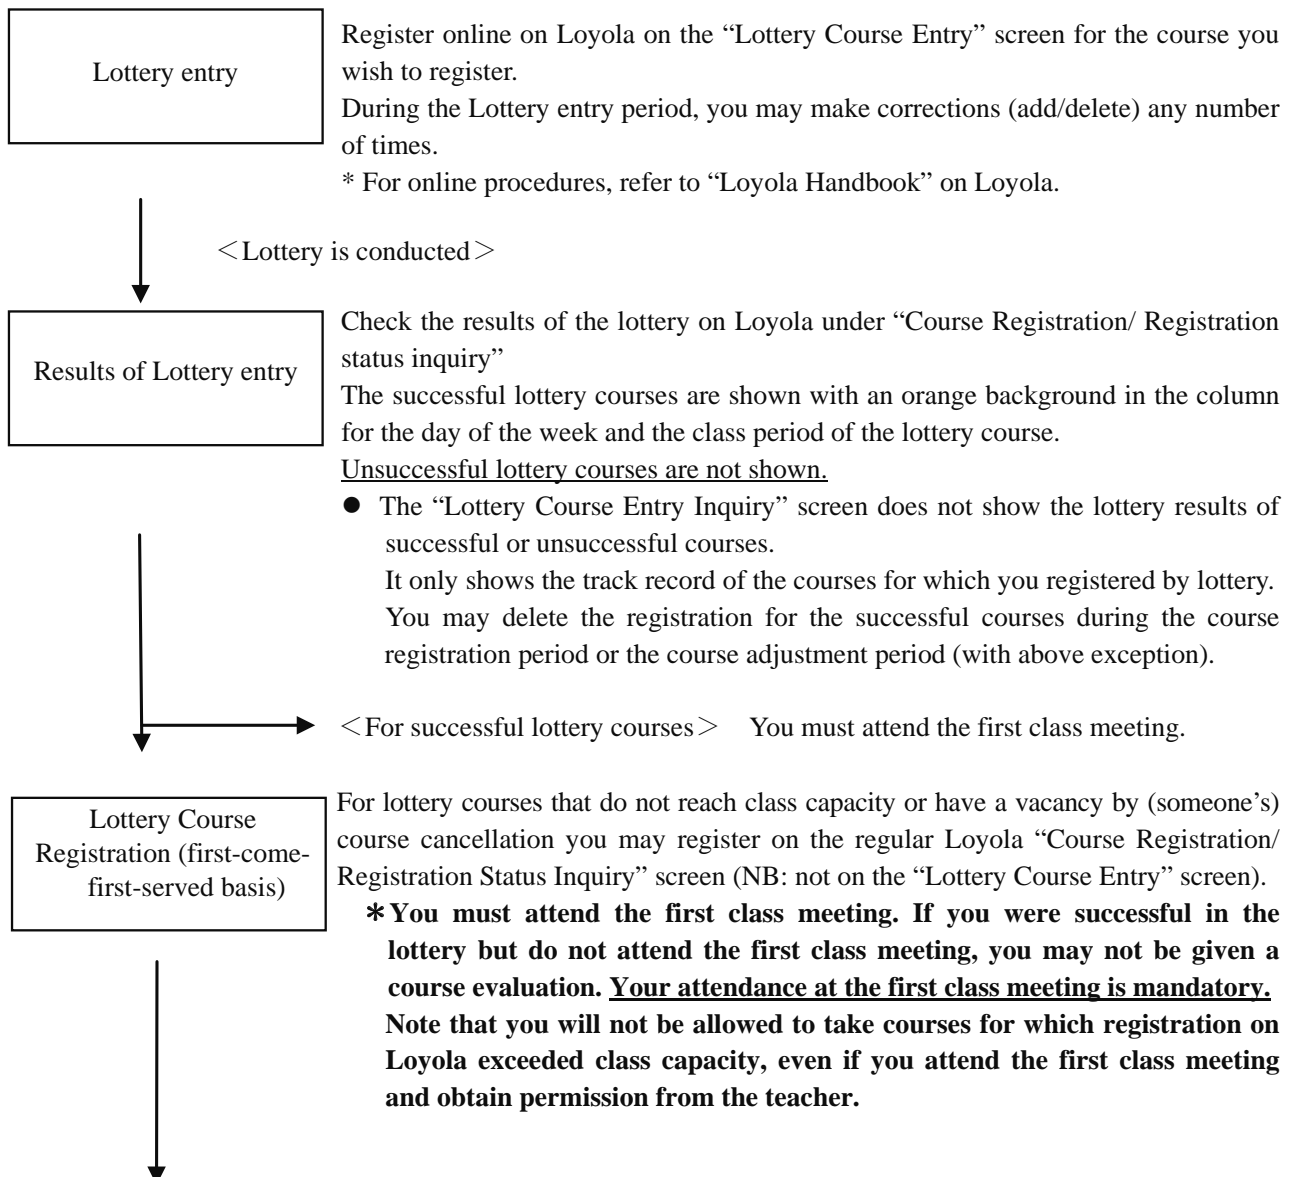 Lottery entry
Register online on Loyola on the “Lottery Course Entry” screen for the course you
wish to register.
During the Lottery entry period, you may make corrections (add/delete) any number
of times.
* For online procedures, refer to “Loyola Handbook” on Loyola.
＜Lottery is conducted＞
Results of Lottery entry
Check the results of the lottery on Loyola under “Course Registration/ Registration
status inquiry”
The successful lottery courses are shown with an orange background in the column
for the day of the week and the class period of the lottery course.
Unsuccessful lottery courses are not shown.
● The “Lottery Course Entry Inquiry” screen does not show the lottery results of
successful or unsuccessful courses.
It only shows the track record of the courses for which you registered by lottery.
You may delete the registration for the successful courses during the course
registration period or the course adjustment period (with above exception).
＜For successful lottery courses＞ You must attend the first class meeting.
Lottery Course
Registration (first-come-
first-served basis)
For lottery courses that do not reach class capacity or have a vacancy by (someone’s)
course cancellation you may register on the regular Loyola “Course Registration/
Registration Status Inquiry” screen (NB: not on the “Lottery Course Entry” screen).
＊You must attend the first class meeting. If you were successful in the
lottery but do not attend the first class meeting, you may not be given a
course evaluation. Your attendance at the first class meeting is mandatory.
Note that you will not be allowed to take courses for which registration on
Loyola exceeded class capacity, even if you attend the first class meeting
and obtain permission from the teacher.